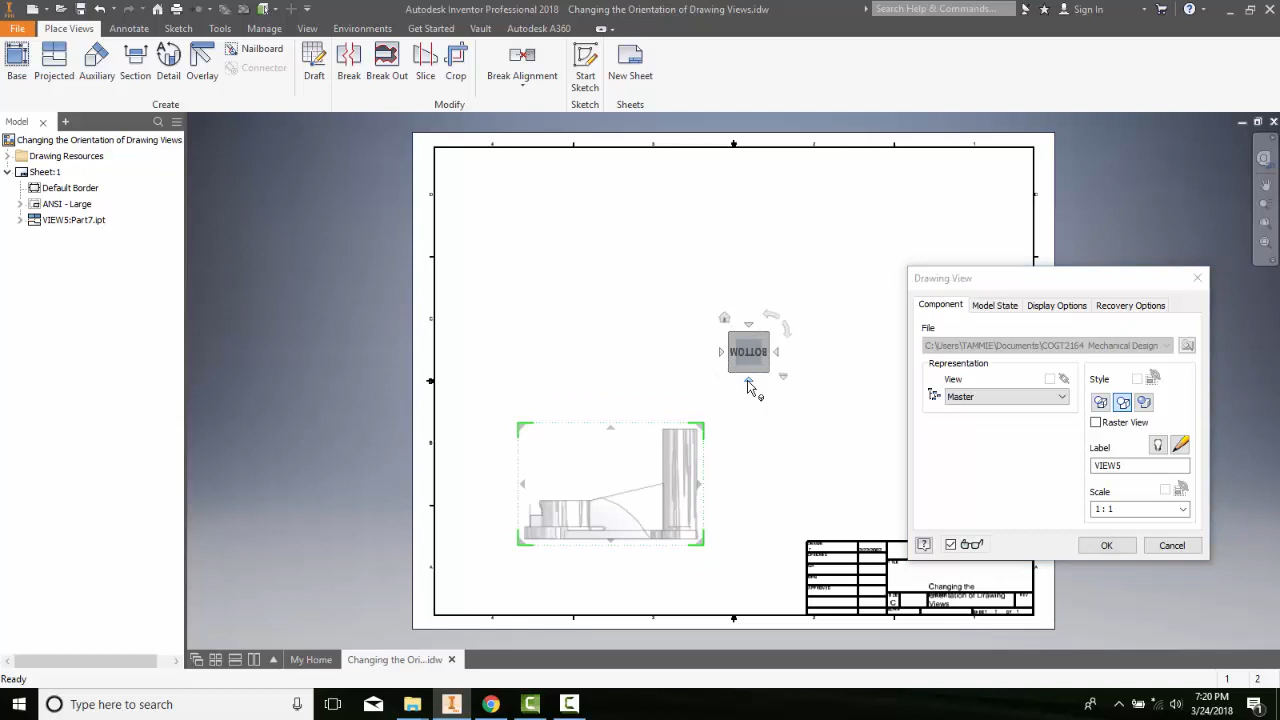 Autodesk Inventor Professional 2018 Changing the Orientation of Drawing Views.idw
Search Help & Commands...
Sign In
File Place Views Annotate Sketch Tools Manage View Environments Get Started Vault Autodesk A360
Base Projected Auxiliary Section Detail Overlay
Nailboard
Connector
Draft Break Break Out Slice Crop Break Alignment
Start
Sketch
New Sheet
Create Modify Sketch Sheets
Model
Changing the Orientation of Drawing Views
Drawing Resources
Sheet:1
Default Border
ANSI - Large
VIEW5:Part7.ipt
BOTTOM
Drawing View
Component Model State Display Options Recovery Options
File
C:\Users\TAMMIE\Documents\COGT2164 Mechanical Design
Representation
View
Master
Style
Raster View
Label
VIEW5
Scale
1 : 1
OK Cancel
Changing the
Orientation of Drawing
Views
C
My Home
Changing the Ori...idw
Ready
1 2
Type here to search
7:20 PM
3/24/2018